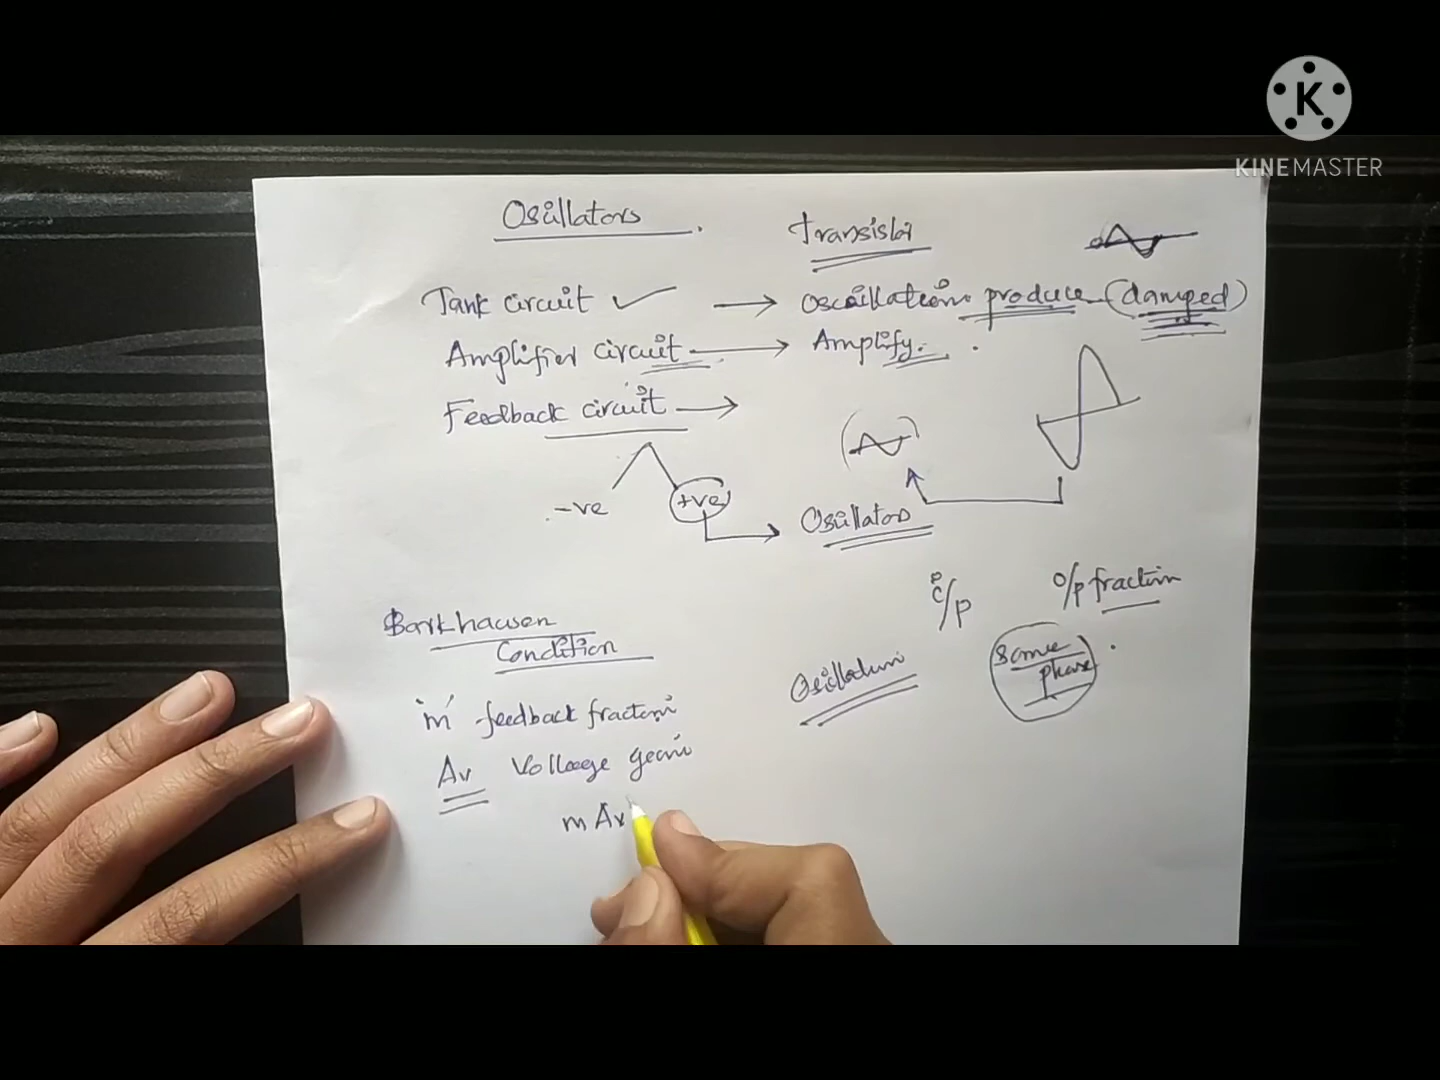 KINEMASTER
Oscillators.
Transistor
Tank circuit → Oscillations produce (damped)
Amplifier circuit → Amplify.
Feedback circuit →
-ve +ve → Oscillators
i/p o/p fraction
Barkhausen
Condition
Oscillation
Same
phase.
'm' feedback fraction
Av Voltage gain
m Av